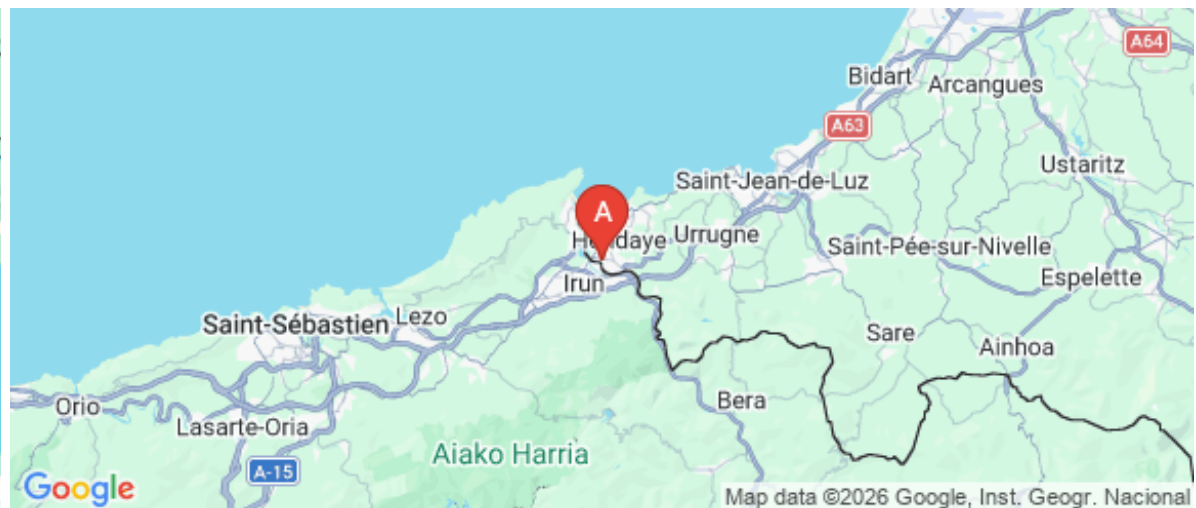 A64
Bidart
Arcangues
A63
Ustaritz
Saint-Jean-de-Luz
A
Hendaye
Urrugne
Saint-Pée-sur-Nivelle
Espelette
Irun
Saint-Sébastien
Lezo
Sare
Ainhoa
Orio
Bera
Lasarte-Oria
Aiako Harria
A-15
Google
Map data ©2026 Google, Inst. Geogr. Nacional